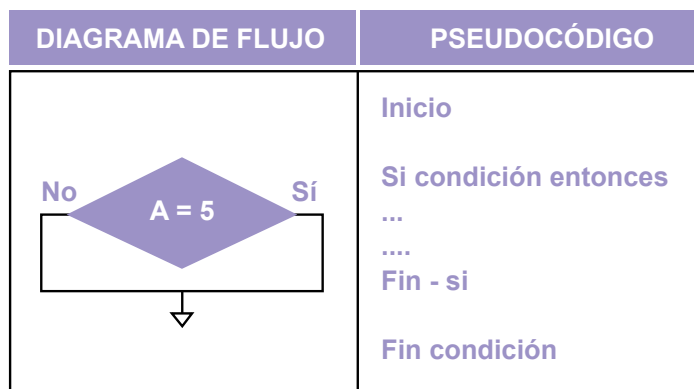 DIAGRAMA DE FLUJO
PSEUDOCÓDIGO
No
Sí
A = 5
Inicio
Si condición entonces
...
....
Fin - si
Fin condición